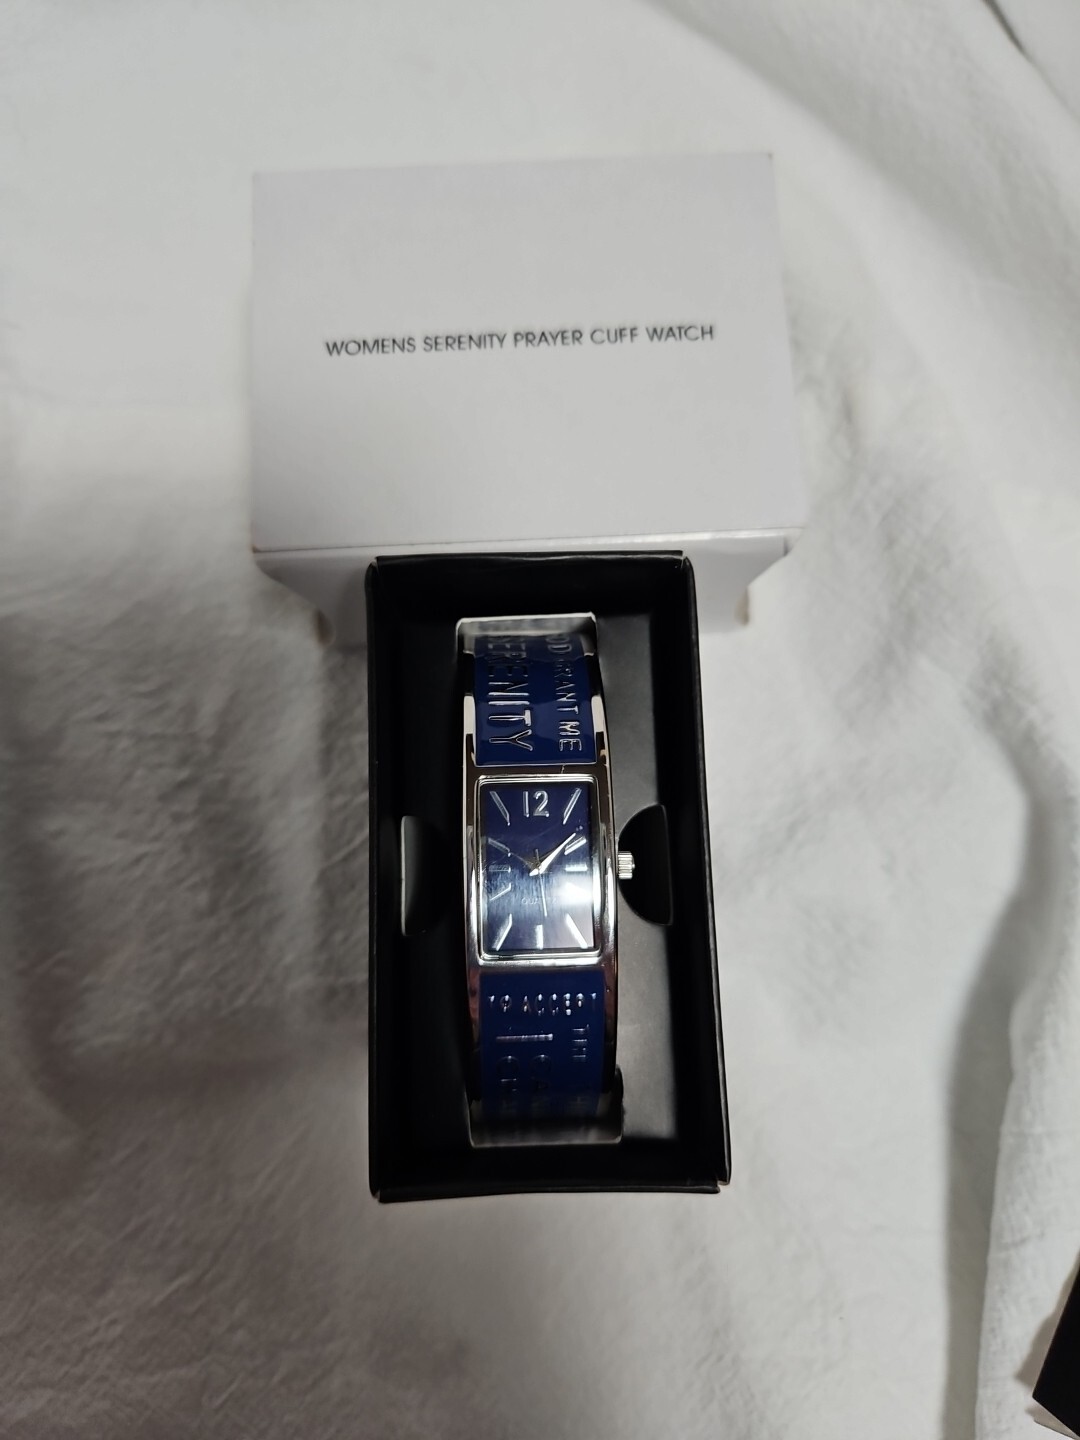 WOMENS SERENITY PRAYER CUFF WATCH
GRANT ME
SERENITY
12
TO ACCEPT